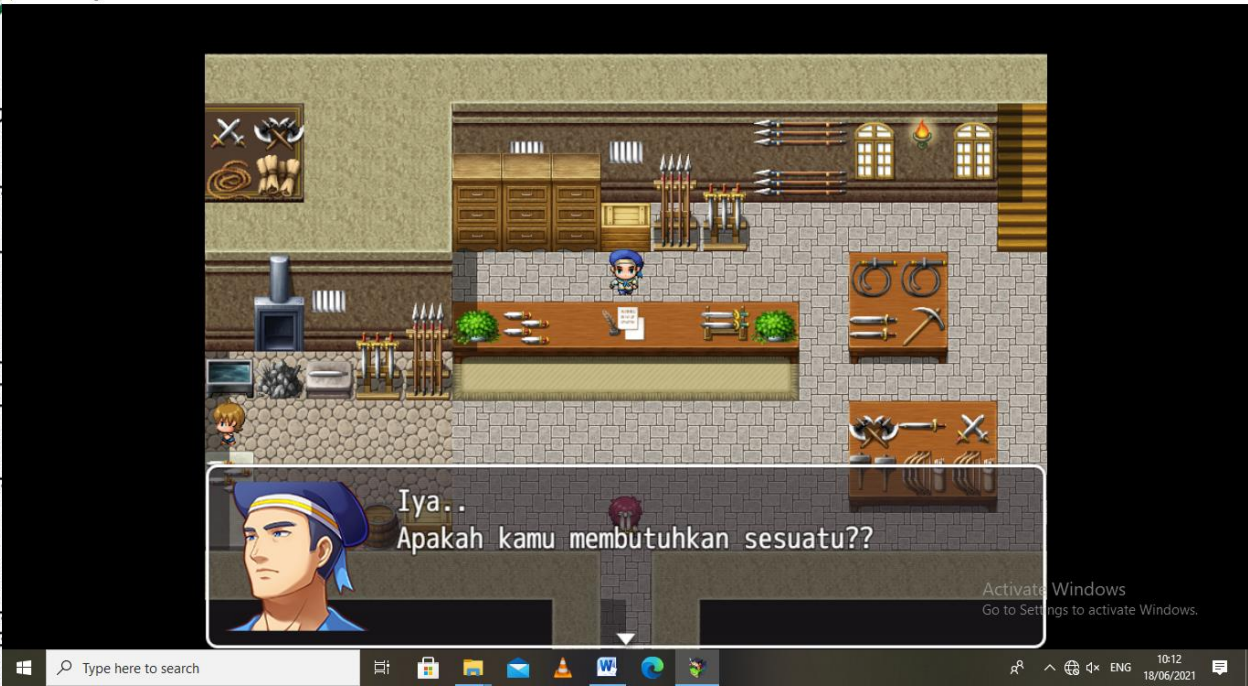 Iya..
Apakah kamu membutuhkan sesuatu??
Activate Windows
Go to Settings to activate Windows.
Type here to search
W
ENG
10:12
18/06/2021